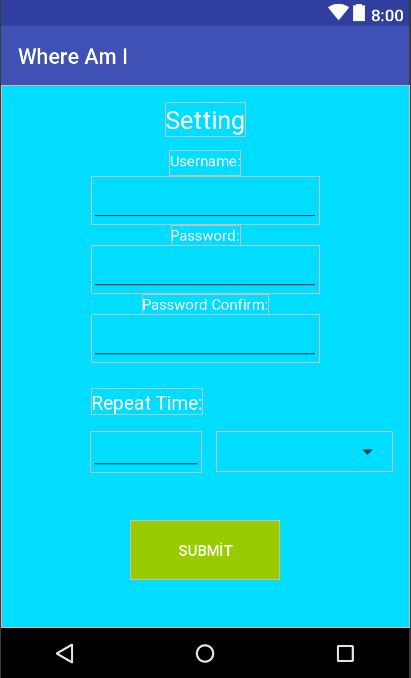 8:00
Where Am I
Setting
Username:
Password:
Password Confirm:
Repeat Time:
SUBMİT